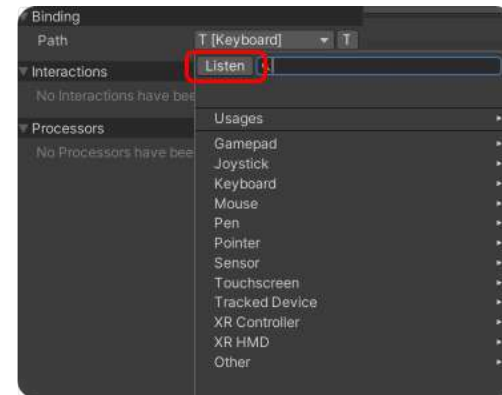 Binding
Path T [Keyboard] T
Listen
Interactions
No Interactions have bee
Usages
Processors
No Processors have bee
Gamepad
Joystick
Keyboard
Mouse
Pen
Pointer
Sensor
Touchscreen
Tracked Device
XR Controller
XR HMD
Other